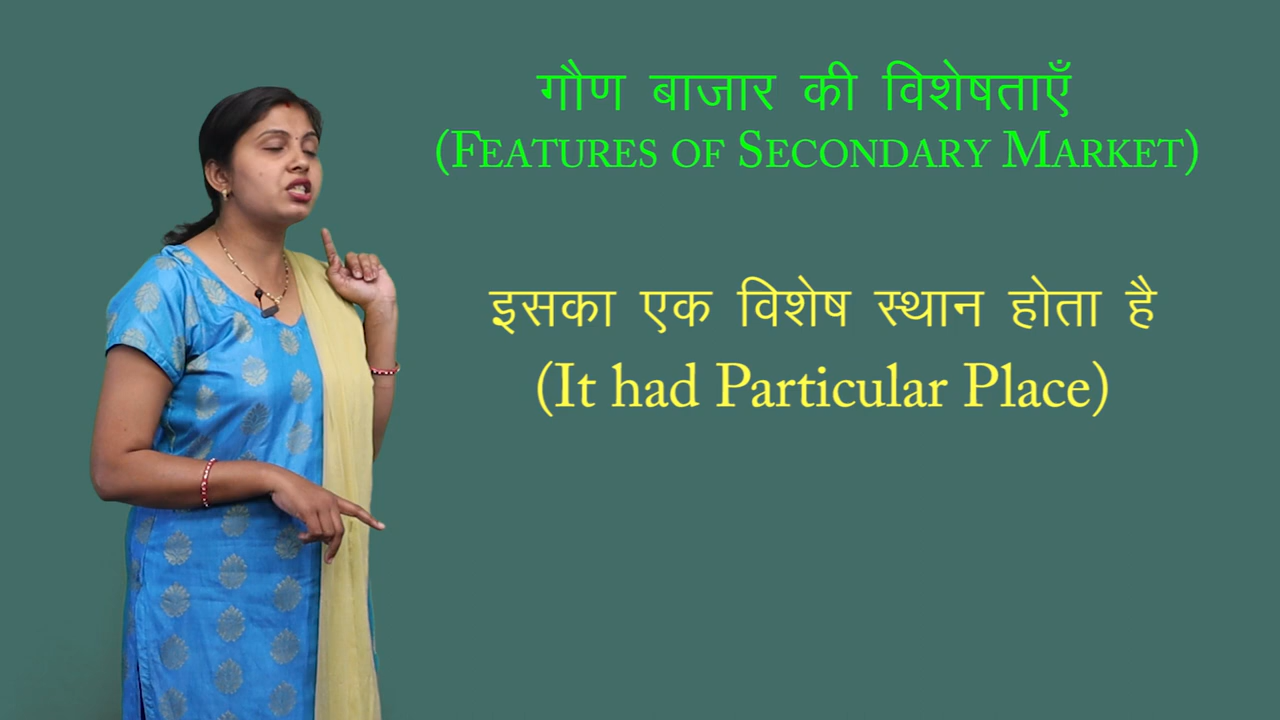 गौण बाजार की विशेषताएँ
(Features of Secondary Market)
इसका एक विशेष स्थान होता है
(It had Particular Place)